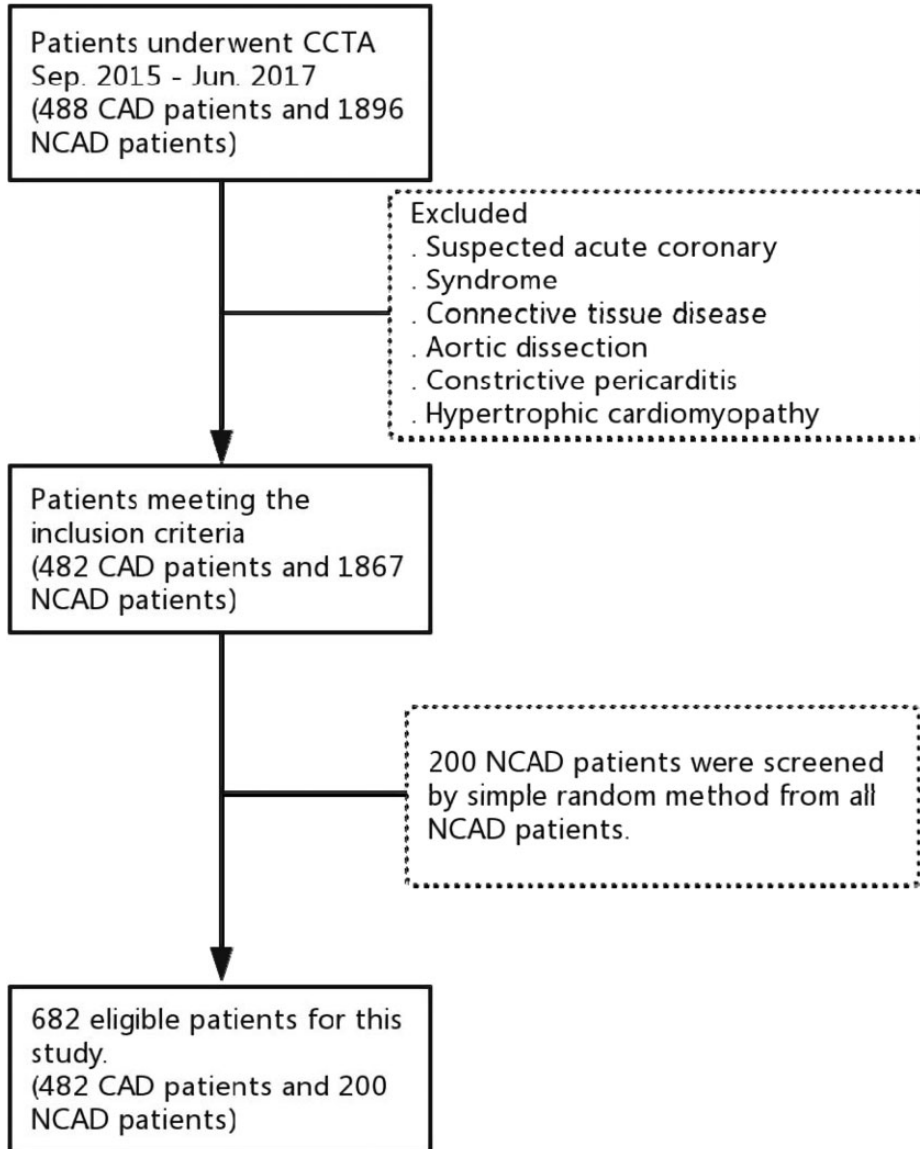 Patients underwent CCTA
Sep. 2015 - Jun. 2017
(488 CAD patients and 1896
NCAD patients)
Excluded
. Suspected acute coronary
. Syndrome
. Connective tissue disease
. Aortic dissection
. Constrictive pericarditis
. Hypertrophic cardiomyopathy
Patients meeting the
inclusion criteria
(482 CAD patients and 1867
NCAD patients)
200 NCAD patients were screened
by simple random method from all
NCAD patients.
682 eligible patients for this
study.
(482 CAD patients and 200
NCAD patients)